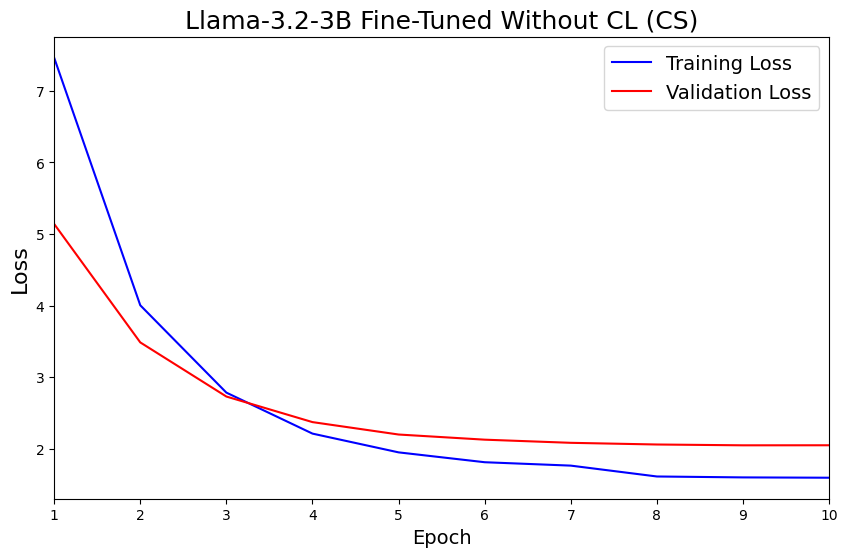 Llama-3.2-3B Fine-Tuned Without CL (CS)
Training Loss
Validation Loss
7
6
5
4
3
2
Loss
1 2 3 4 5 6 7 8 9 10
Epoch